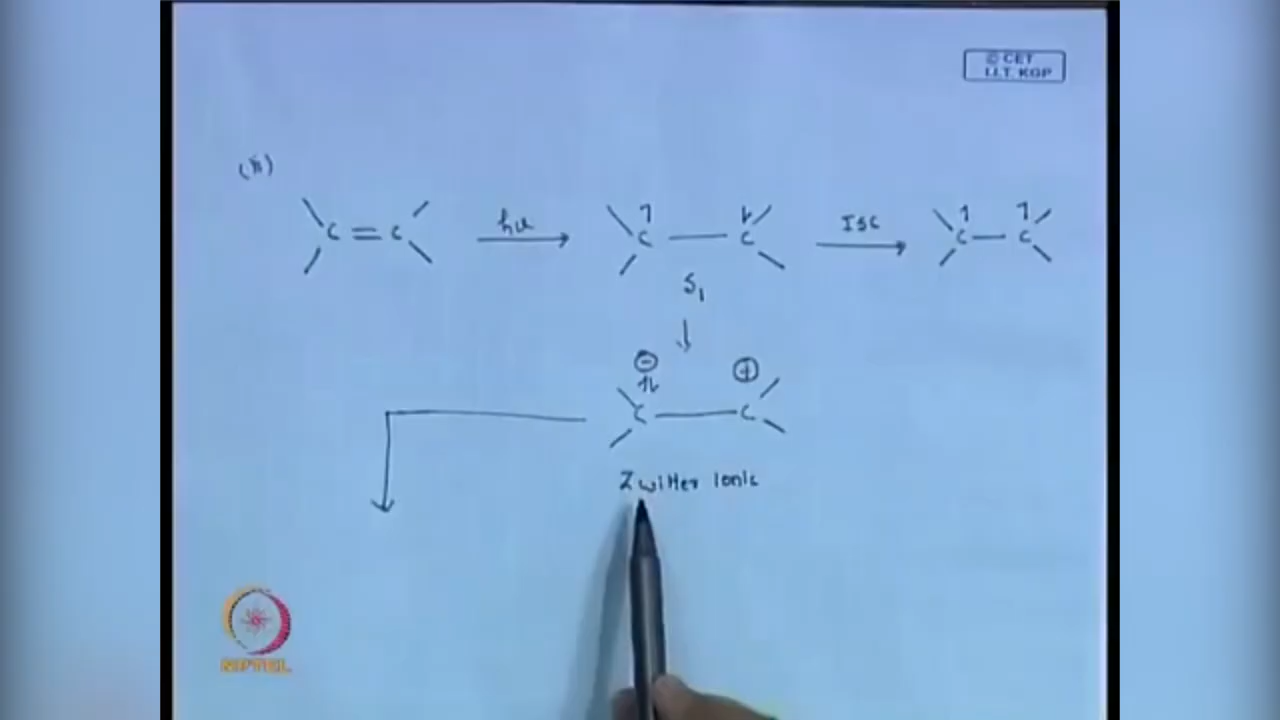 © CET
I.I.T. KGP
(ii)
C = C hν C — C ISC C — C
S₁
⊖ ⊕
C — C
Zwitter ionic
NPTEL